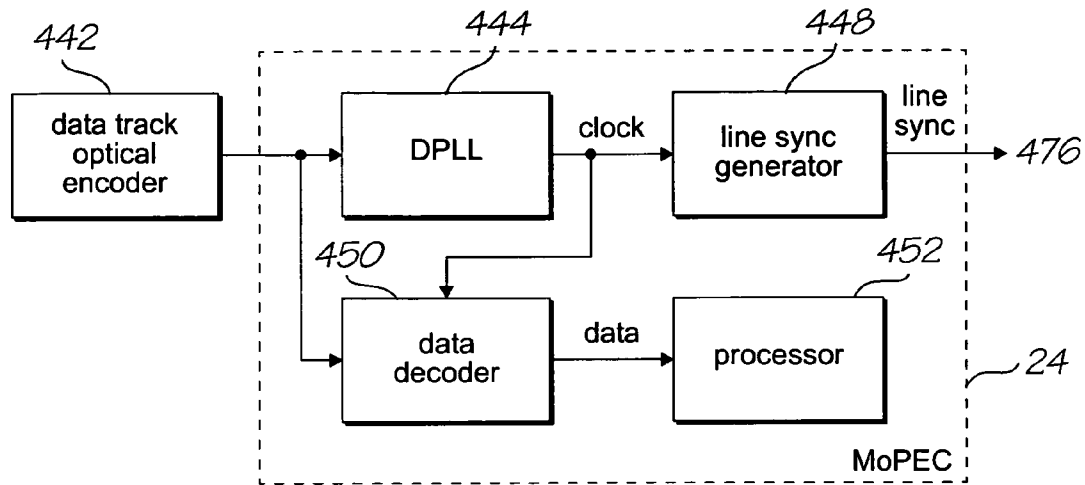 442
444
448
data track
optical
encoder
DPLL
clock
line sync
generator
line
sync
476
450
452
data
decoder
data
processor
24
MoPEC